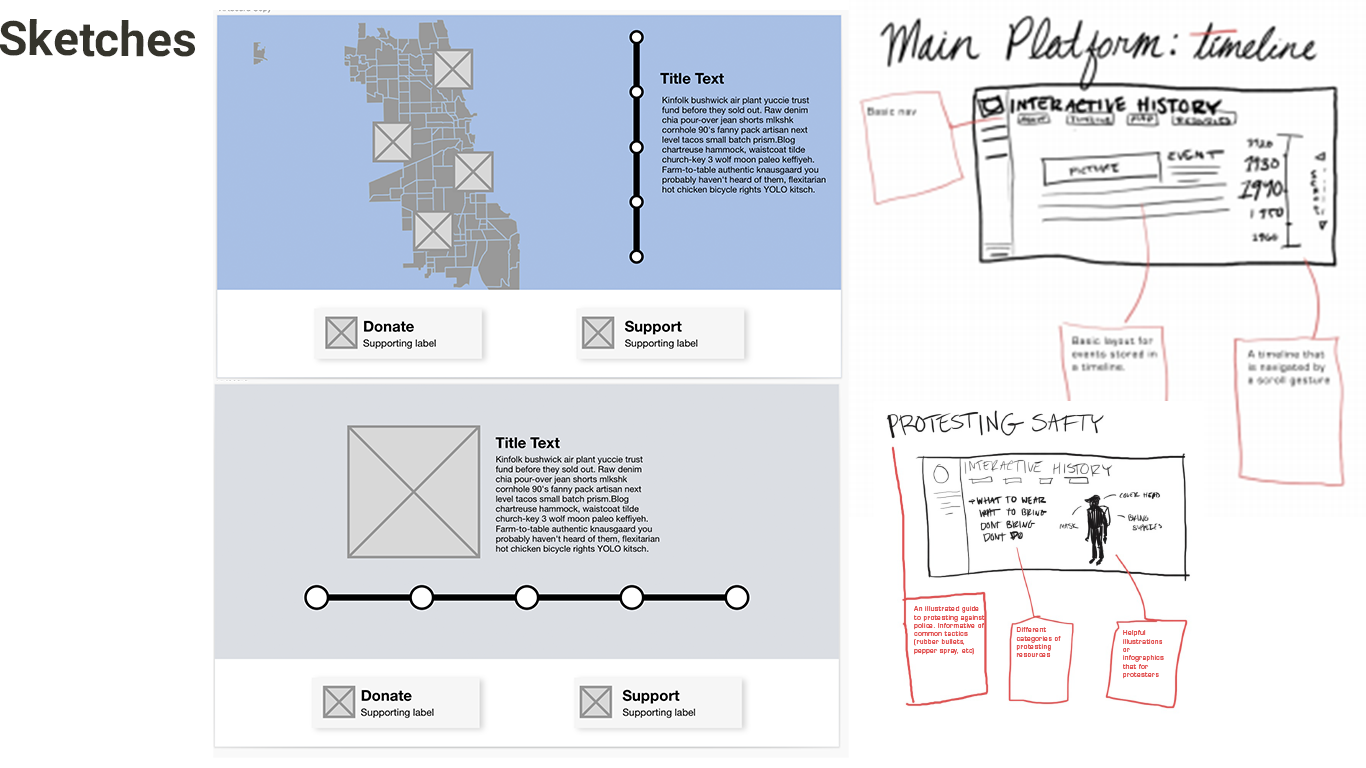 Sketches
Title Text
Kinfolk bushwick air plant yuccie trust
fund before they sold out. Raw denim
chia pour-over jean shorts mlkshk
cornhole 90's fanny pack artisan next
level tacos small batch prism.Blog
chartreuse hammock, waistcoat tilde
church-key 3 wolf moon paleo keffiyeh.
Farm-to-table authentic knausgaard you
probably haven't heard of them, flexitarian
hot chicken bicycle rights YOLO kitsch.
Donate
Supporting label
Support
Supporting label
Title Text
Kinfolk bushwick air plant yuccie trust
fund before they sold out. Raw denim
chia pour-over jean shorts mlkshk
cornhole 90's fanny pack artisan next
level tacos small batch prism.Blog
chartreuse hammock, waistcoat tilde
church-key 3 wolf moon paleo keffiyeh.
Farm-to-table authentic knausgaard you
probably haven't heard of them, flexitarian
hot chicken bicycle rights YOLO kitsch.
Donate
Supporting label
Support
Supporting label
Main Platform: timeline
Basic nav
INTERACTIVE HISTORY
TIMELINE
MAP
RESOURCES
PICTURE
EVENT
1920
1930
1950
1960
Basic layout for
events stored in
a timeline.
A timeline that
is navigated by
a scroll gesture
PROTESTING SAFTY
INTERACTIVE HISTORY
WHAT TO WEAR
WHAT TO BRING
DONT BRING
DONT DO
COVER HEAD
MASK
BRING
SUPPLIES
An illustrated guide
to protesting against
police. Informative of
common tactics
(rubber bullets,
pepper spray, etc)
Different
categories of
protesting
resources
Helpful
illustrations
or
infographics
that for
protesters